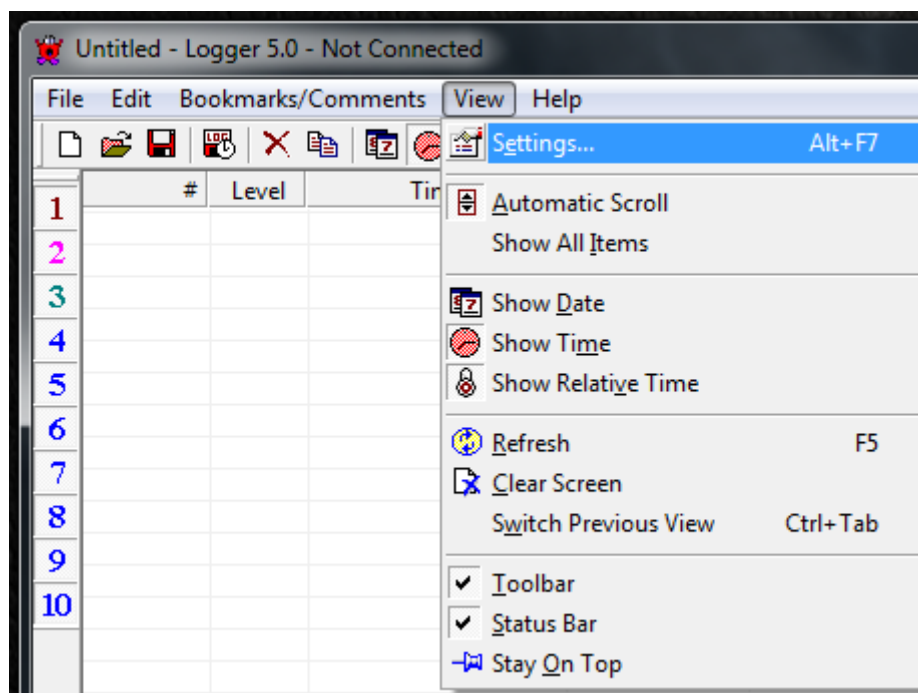 Untitled - Logger 5.0 - Not Connected
File Edit Bookmarks/Comments View Help
Settings... Alt+F7
# Level Tim
Automatic Scroll
Show All Items
Show Date
Show Time
Show Relative Time
Refresh F5
Clear Screen
Switch Previous View Ctrl+Tab
Toolbar
Status Bar
Stay On Top
1
2
3
4
5
6
7
8
9
10